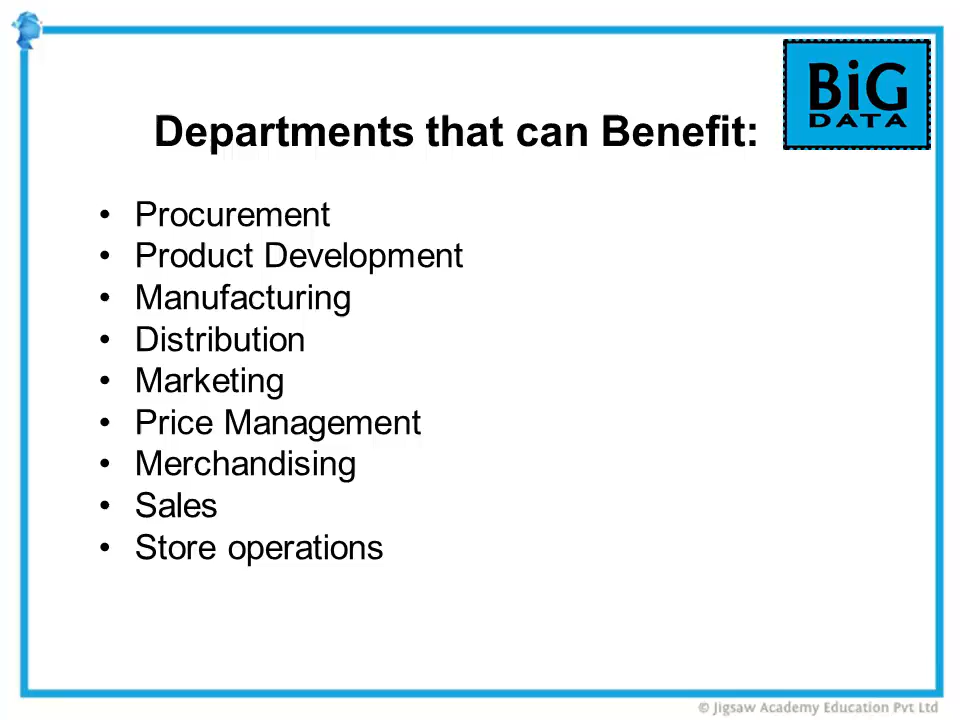 BiG
DATA
Departments that can Benefit:
• Procurement
• Product Development
• Manufacturing
• Distribution
• Marketing
• Price Management
• Merchandising
• Sales
• Store operations
© Jigsaw Academy Education Pvt Ltd